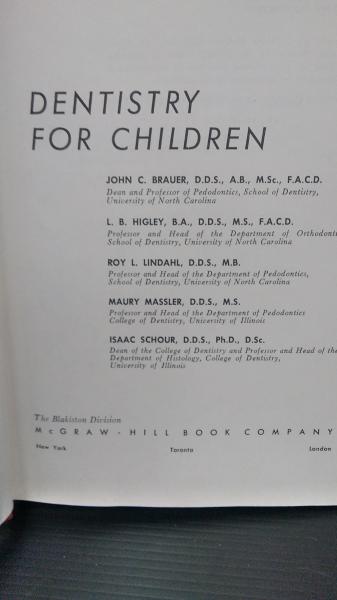 DENTISTRY
FOR CHILDREN
JOHN C. BRAUER, D.D.S., A.B., M.Sc., F.A.C.D.
Dean and Professor of Pedodontics, School of Dentistry,
University of North Carolina
L. B. HIGLEY, B.A., D.D.S., M.S., F.A.C.D.
Professor and Head of the Department of Orthodont
School of Dentistry, University of North Carolina
ROY L. LINDAHL, D.D.S., M.B.
Professor and Head of the Department of Pedodontics,
School of Dentistry, University of North Carolina
MAURY MASSLER, D.D.S., M.S.
Professor and Head of the Department of Pedodontics
College of Dentistry, University of Illinois
ISAAC SCHOUR, D.D.S., Ph.D., D.Sc.
Dean of the College of Dentistry and Professor and Head of the
Department of Histology, College of Dentistry,
University of Illinois
The Blakiston Division
McGRAW-HILL BOOK COMPANY
New York Toronto London